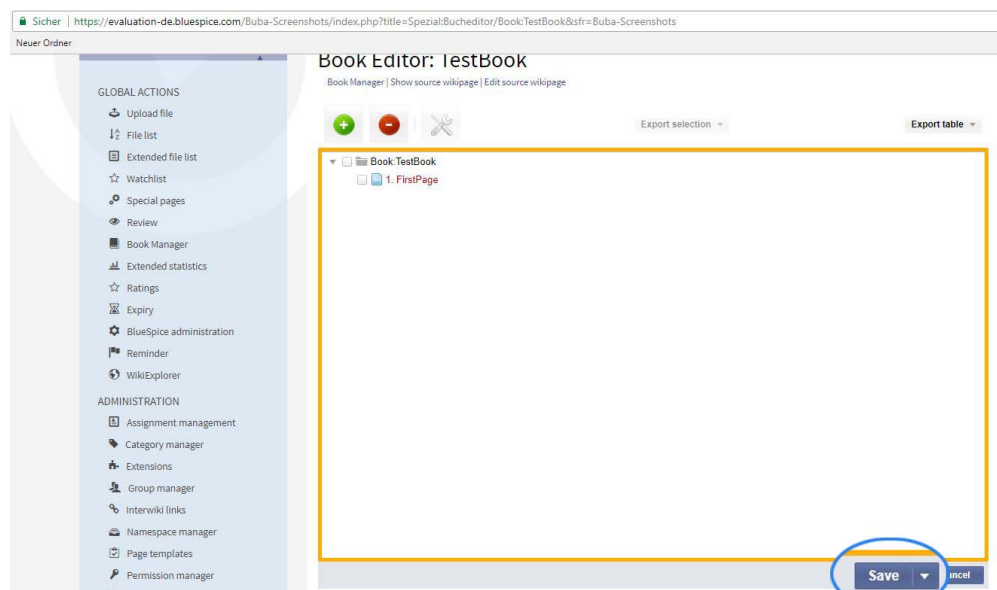 Sicher | https://evaluation-de.bluespice.com/Buba-Screenshots/index.php?title=Spezial:Bucheditor/Book:TestBook&sfr=Buba-Screenshots
Neuer Ordner
Book Editor: TestBook
Book Manager | Show source wikipage | Edit source wikipage
Export selection
Export table
Book:TestBook
1. FirstPage
GLOBAL ACTIONS
Upload file
File list
Extended file list
Watchlist
Special pages
Review
Book Manager
Extended statistics
Ratings
Expiry
BlueSpice administration
Reminder
WikiExplorer
ADMINISTRATION
Assignment management
Category manager
Extensions
Group manager
Interwiki links
Namespace manager
Page templates
Permission manager
Save